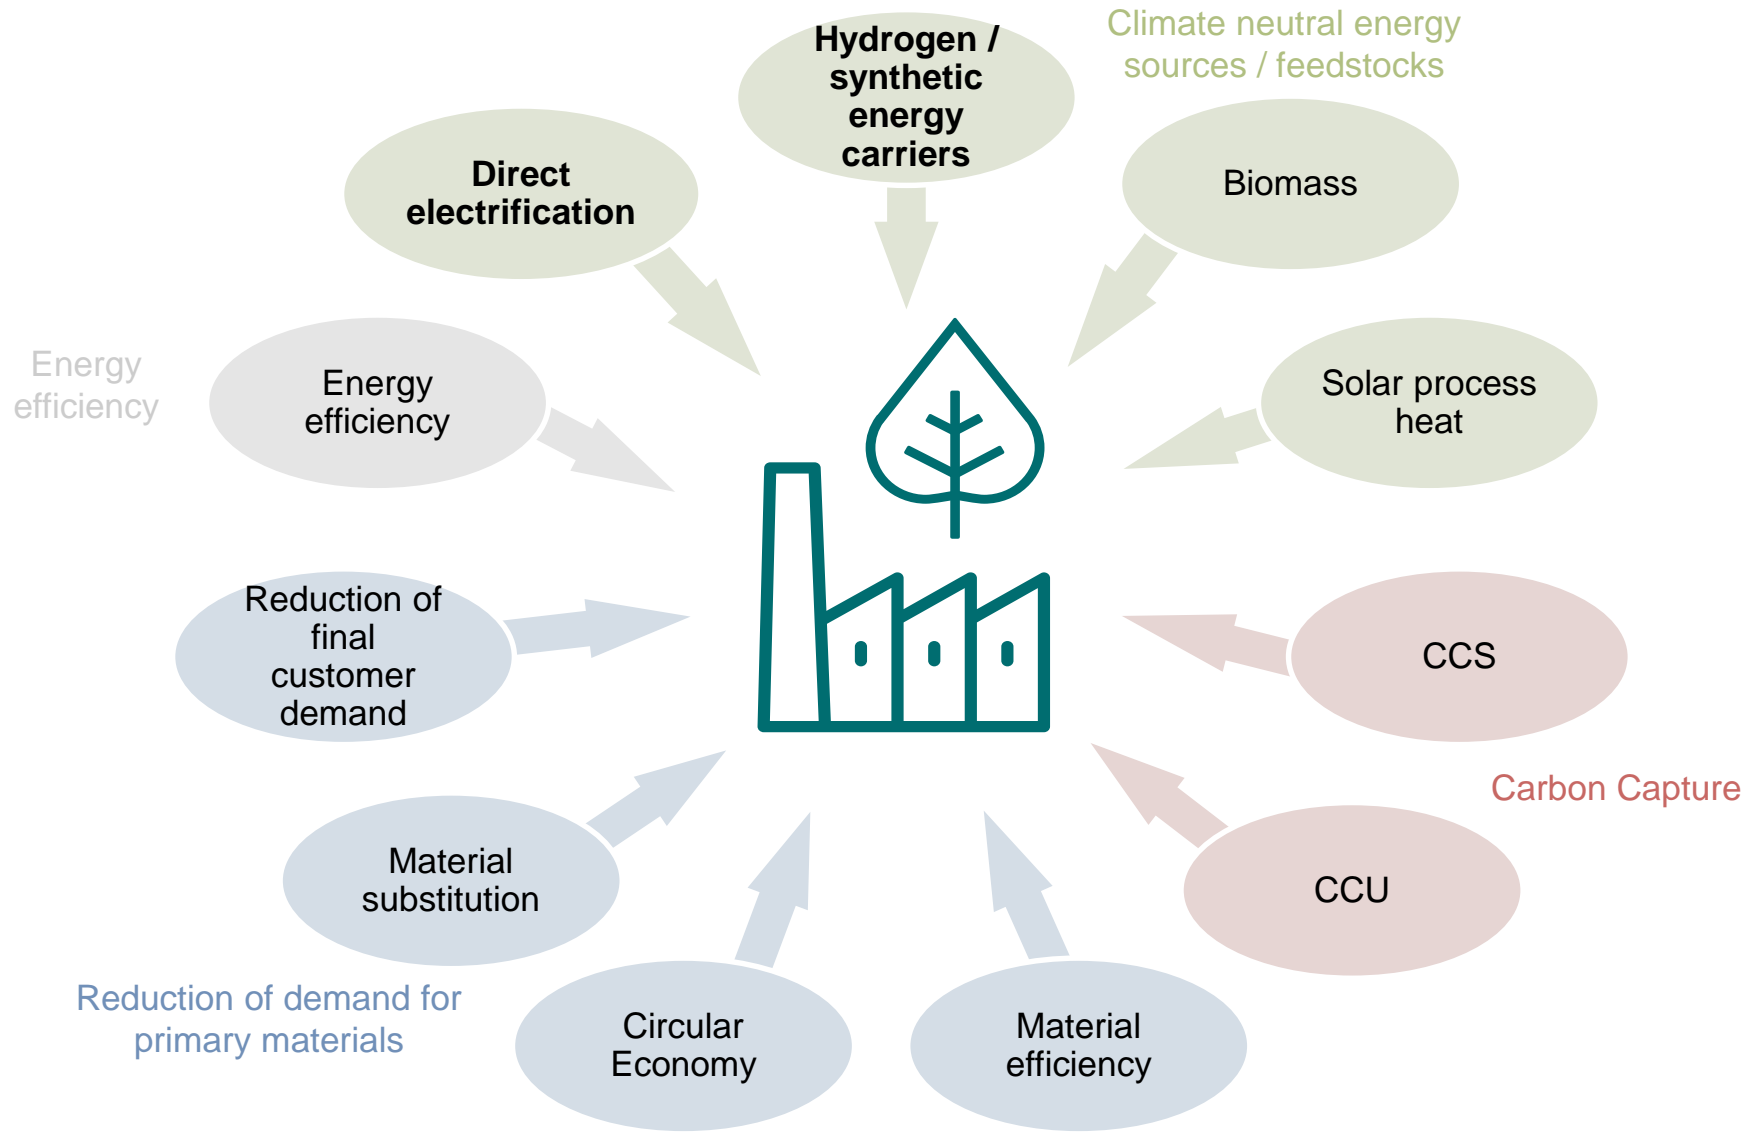 Climate neutral energy
sources / feedstocks
Hydrogen /
synthetic
energy
carriers
Direct
electrification
Biomass
Energy
efficiency
Energy
efficiency
Solar process
heat
Reduction of
final
customer
demand
CCS
Carbon Capture
Material
substitution
CCU
Reduction of demand for
primary materials
Circular
Economy
Material
efficiency